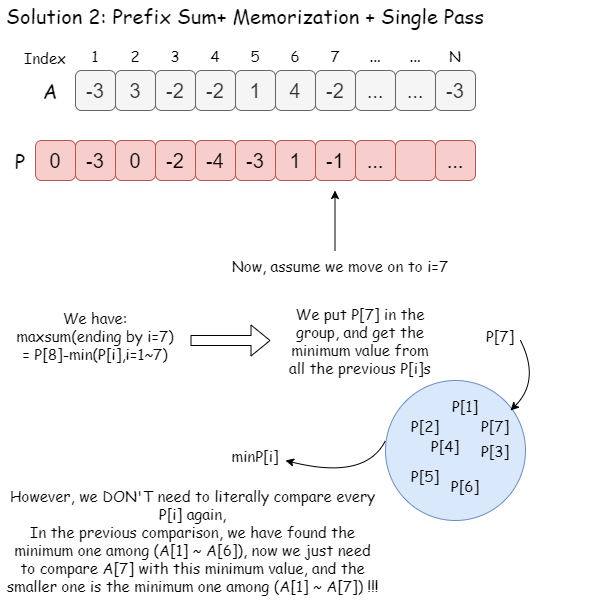 Solution 2: Prefix Sum+ Memorization + Single Pass
Index 1 2 3 4 5 6 7 ... ... N
A -3 3 -2 -2 1 4 -2 ... ... -3
P 0 -3 0 -2 -4 -3 1 -1 ... ...
Now, assume we move on to i=7
We have:
maxsum(ending by i=7)
= P[8]-min(P[i],i=1~7)
We put P[7] in the
group, and get the
minimum value from
all the previous P[i]s
P[7]
P[1]
P[2] P[7]
P[4] P[3]
P[5] P[6]
minP[i]
However, we DON'T need to literally compare every
P[i] again,
In the previous comparison, we have found the
minimum one among (A[1] ~ A[6]), now we just need
to compare A[7] with this minimum value, and the
smaller one is the minimum one among (A[1] ~ A[7]) !!!